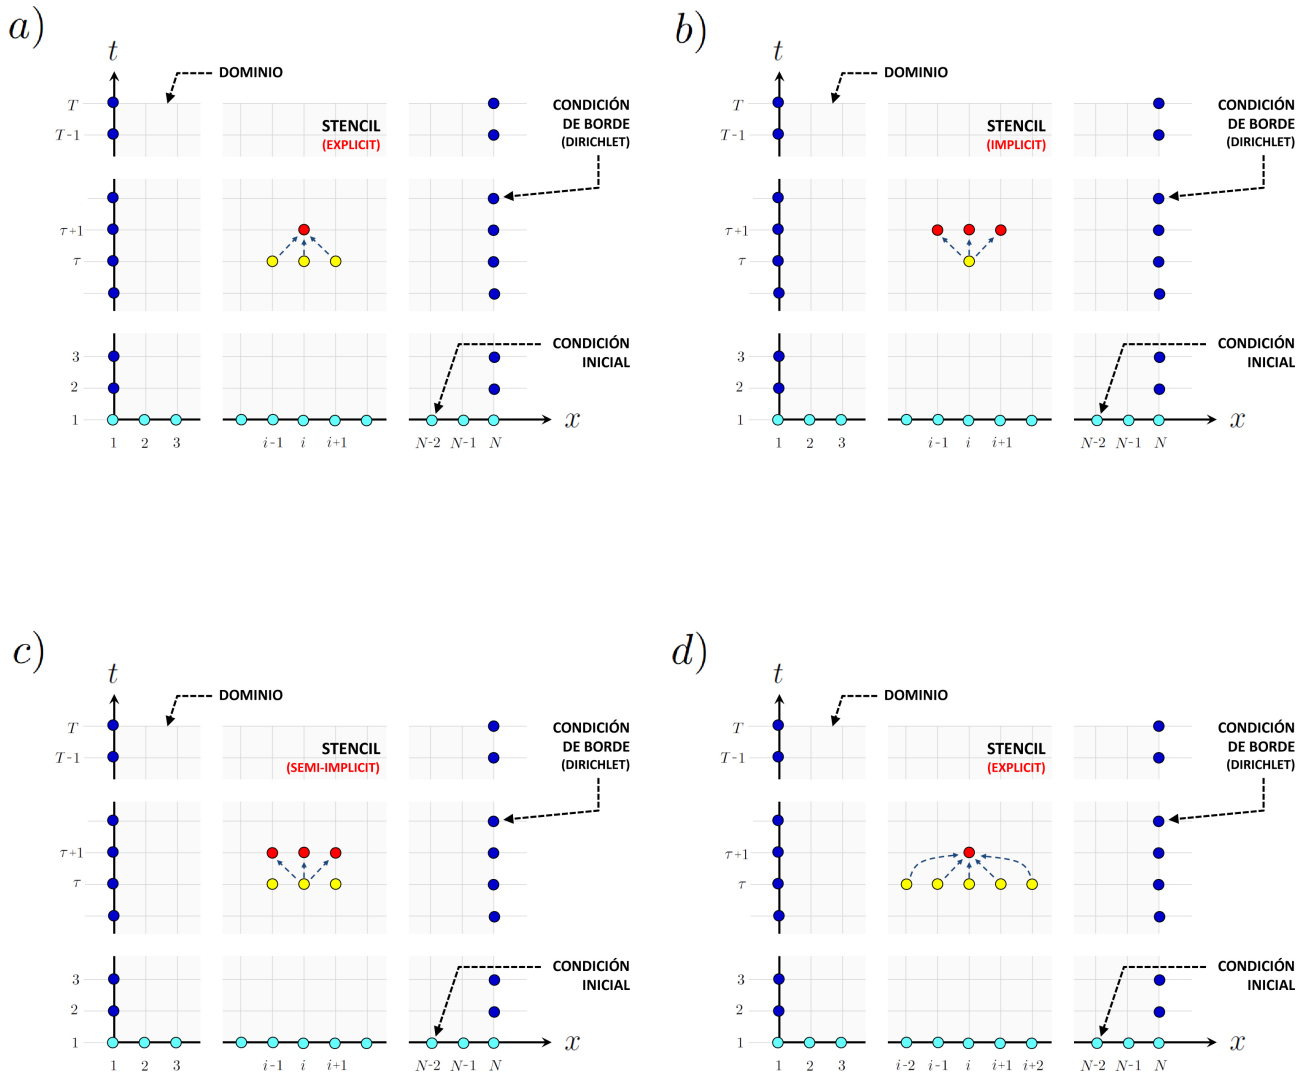 a)
t
DOMINIO
T
T-1
STENCIL
(EXPLICIT)
CONDICIÓN
DE BORDE
(DIRICHLET)
τ+1
τ
3
2
1
CONDICIÓN
INICIAL
x
1 2 3 i-1 i i+1 N-2 N-1 N
b)
t
DOMINIO
T
T-1
STENCIL
(IMPLICIT)
CONDICIÓN
DE BORDE
(DIRICHLET)
τ+1
τ
3
2
1
CONDICIÓN
INICIAL
x
1 2 3 i-1 i i+1 N-2 N-1 N
c)
t
DOMINIO
T
T-1
STENCIL
(SEMI-IMPLICIT)
CONDICIÓN
DE BORDE
(DIRICHLET)
τ+1
τ
3
2
1
CONDICIÓN
INICIAL
x
1 2 3 i-1 i i+1 N-2 N-1 N
d)
t
DOMINIO
T
T-1
STENCIL
(EXPLICIT)
CONDICIÓN
DE BORDE
(DIRICHLET)
τ+1
τ
3
2
1
CONDICIÓN
INICIAL
x
1 2 3 i-2 i-1 i i+1 i+2 N-2 N-1 N